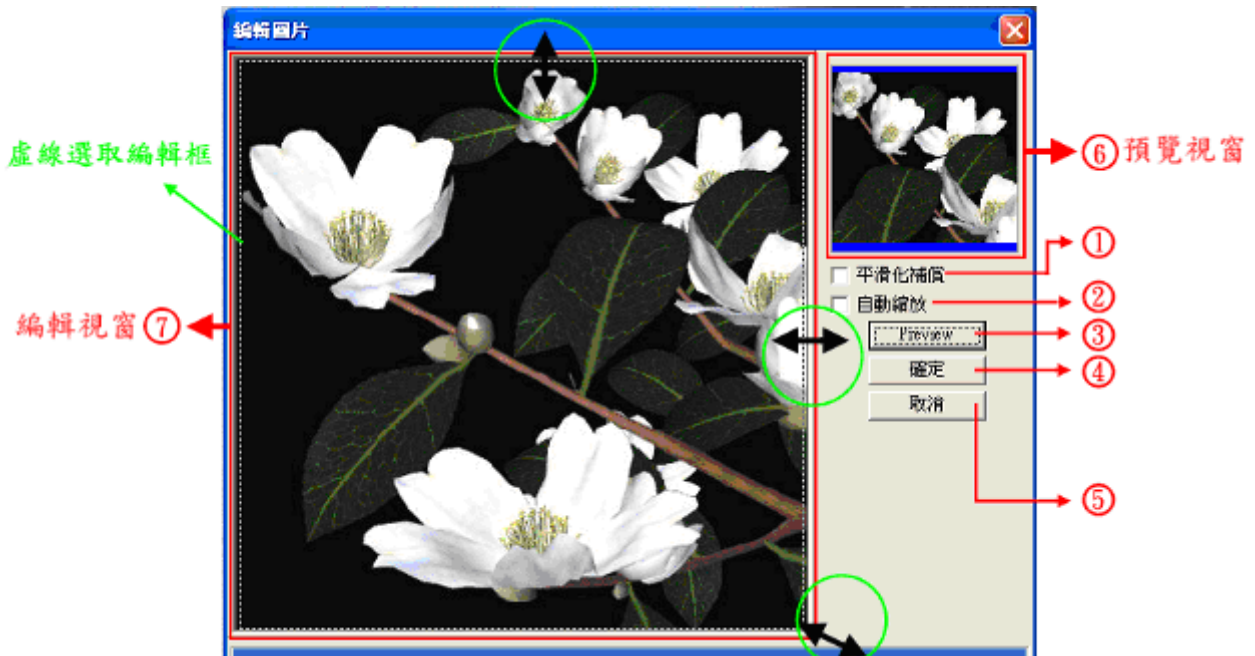 編輯圖片
虛線選取編輯框
⑥預覽視窗
①
平滑化補償
②
自動縮放
編輯視窗⑦
③
Preview
④
確定
取消
⑤